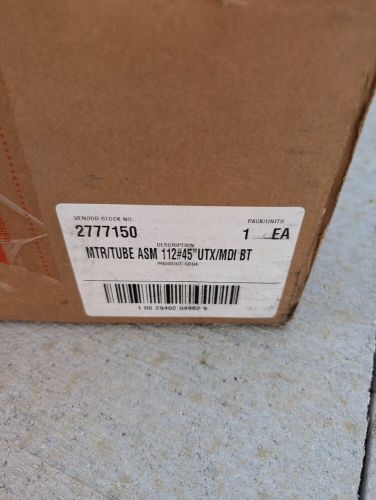 VENDOR STOCK NO. PACK/UNITS
2777150 1 EA
DESCRIPTION
MTR/TUBE ASM 112#45"UTX/MDI BT
PRODUCT CODE
1 00 29402 04962 9